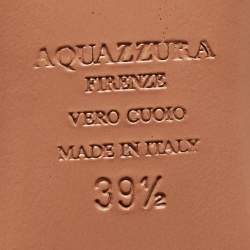 AQUAZZURA
FIRENZE
VERO CUOIO
MADE IN ITALY
39½